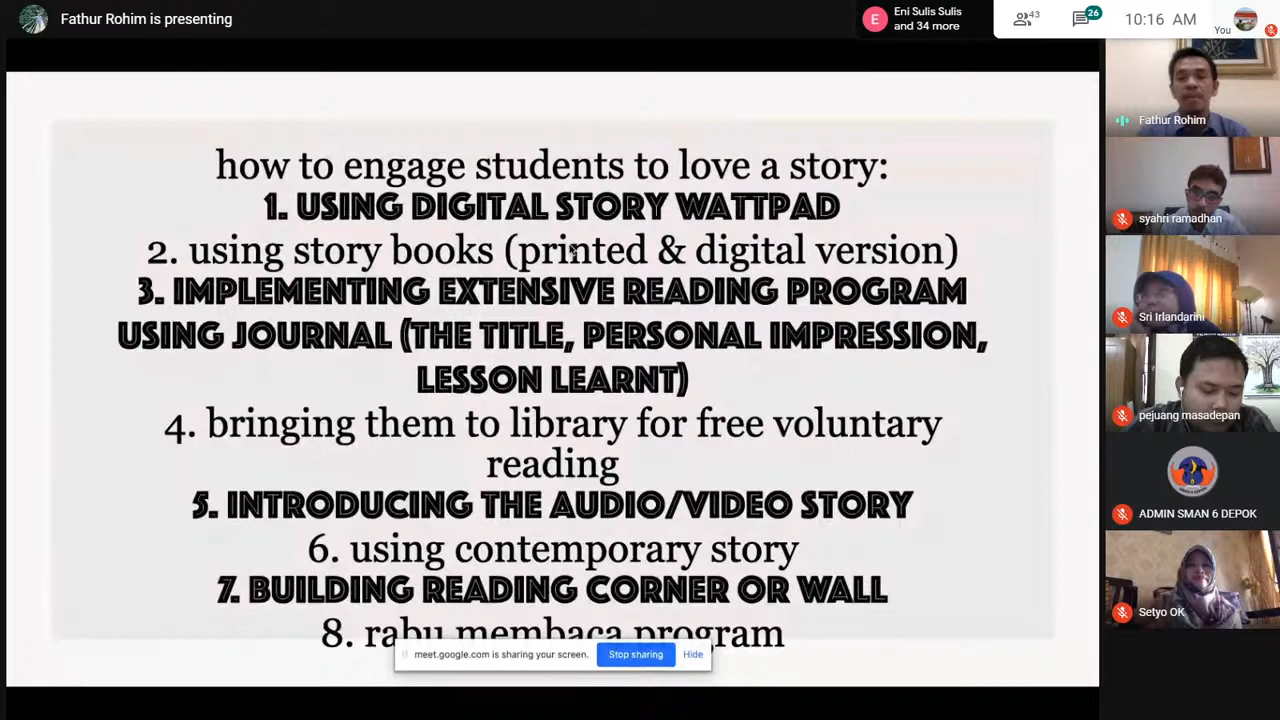 Fathur Rohim is presenting
E
Eni Sulis Sulis
and 34 more
43
26
10:16 AM
You
how to engage students to love a story:
1. USING DIGITAL STORY WATTPAD
2. using story books (printed & digital version)
3. IMPLEMENTING EXTENSIVE READING PROGRAM
USING JOURNAL (THE TITLE, PERSONAL IMPRESSION,
LESSON LEARNT)
4. bringing them to library for free voluntary
reading
5. INTRODUCING THE AUDIO/VIDEO STORY
6. using contemporary story
7. BUILDING READING CORNER OR WALL
8. rabu membaca program
meet.google.com is sharing your screen.
Stop sharing
Hide
Fathur Rohim
syahri ramadhan
Sri Irlandarini
pejuang masadepan
ADMIN SMAN 6 DEPOK
Setyo OK